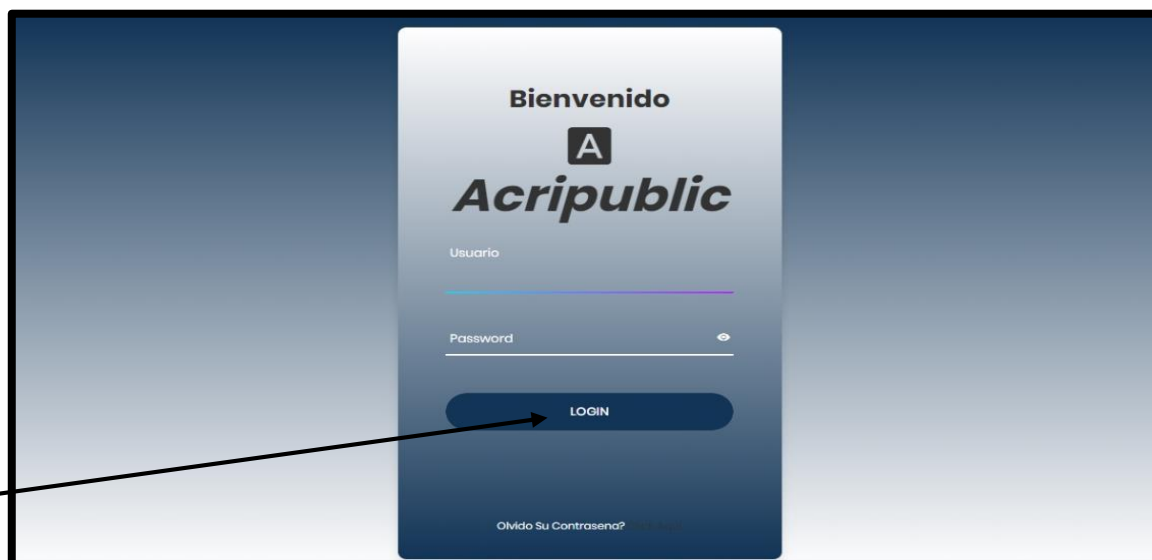 Bienvenido
A
Acripublic
Usuario
Password
LOGIN
Olvido Su Contrasena?